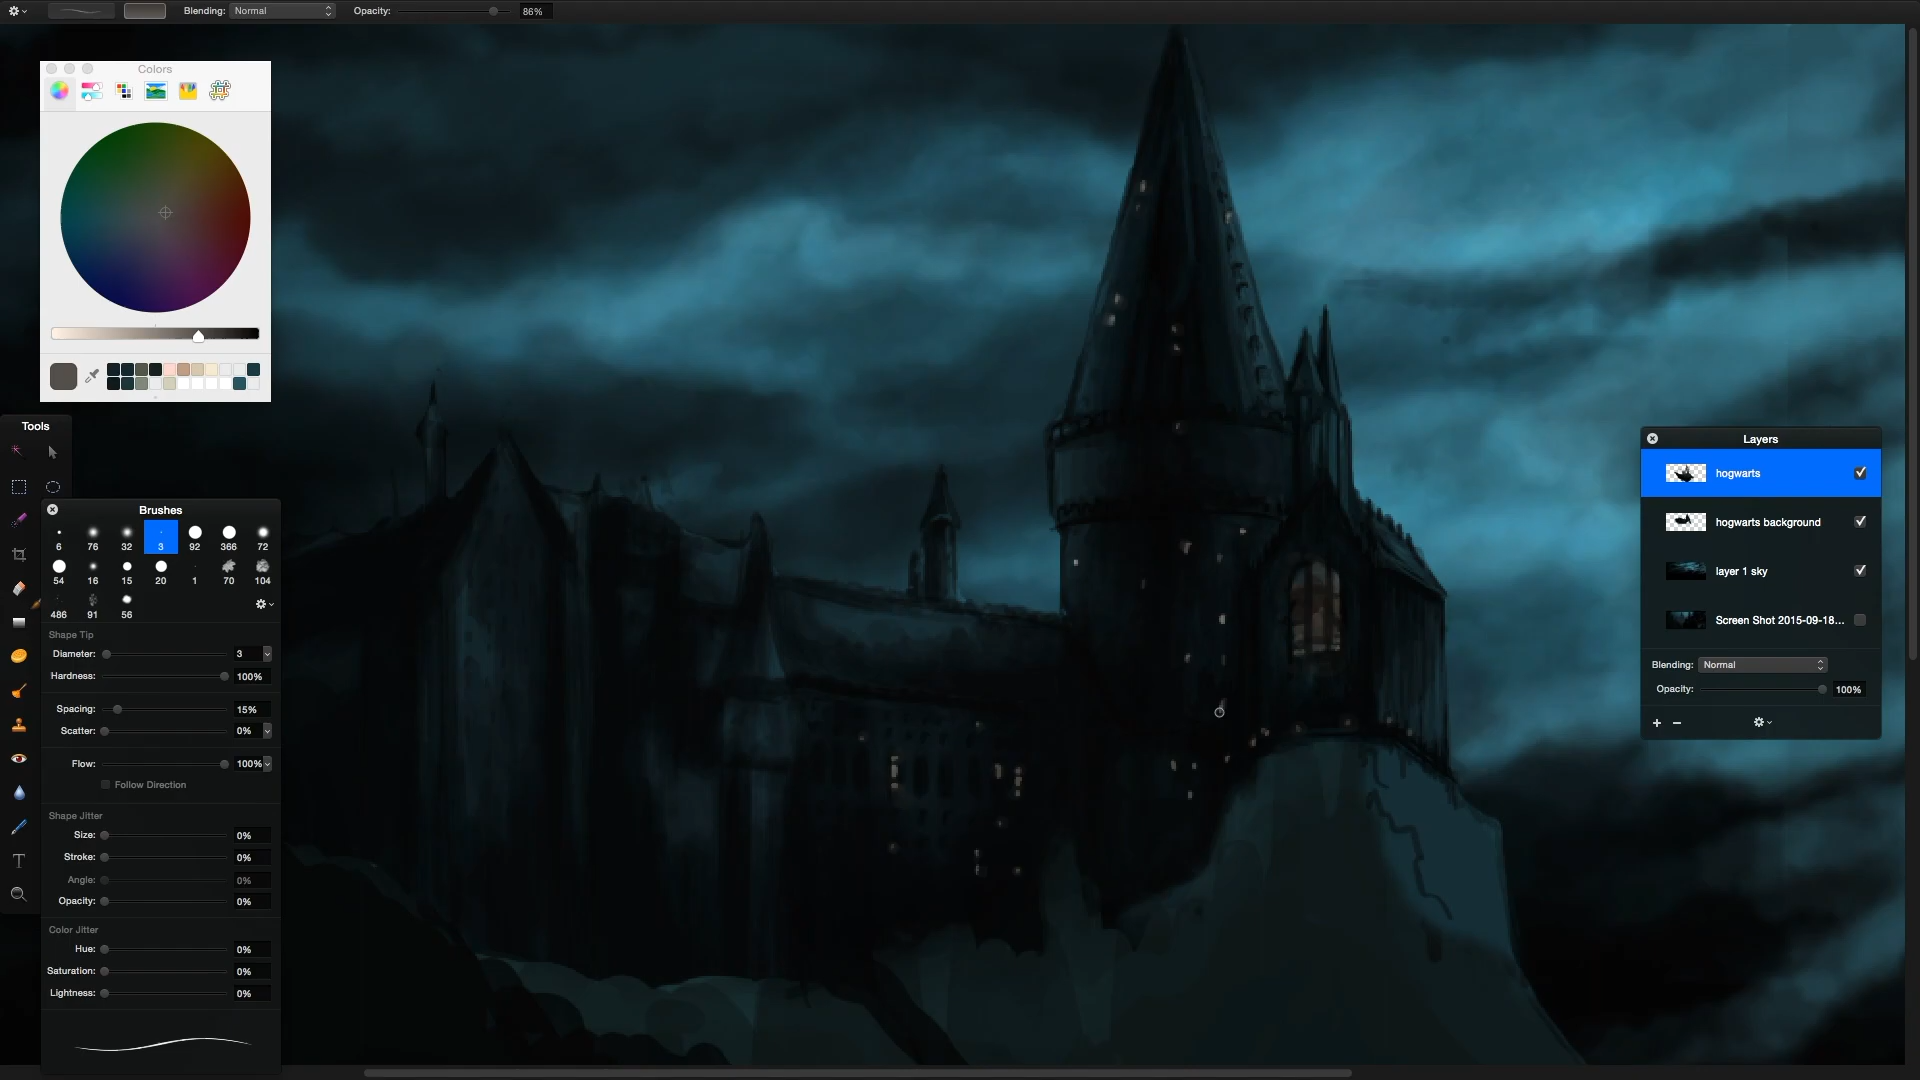 Blending: Normal Opacity: 86%
Colors
Tools
Brushes
6 76 32 3 92 366 72
54 16 15 20 1 70 104
486 91 56
Shape Tip
Diameter: 3
Hardness: 100%
Spacing: 15%
Scatter: 0%
Flow: 100%
Follow Direction
Shape Jitter
Size: 0%
Stroke: 0%
Angle: 0%
Opacity: 0%
Color Jitter
Hue: 0%
Saturation: 0%
Lightness: 0%
Layers
hogwarts
hogwarts background
layer 1 sky
Screen Shot 2015-09-18...
Blending: Normal
Opacity: 100%